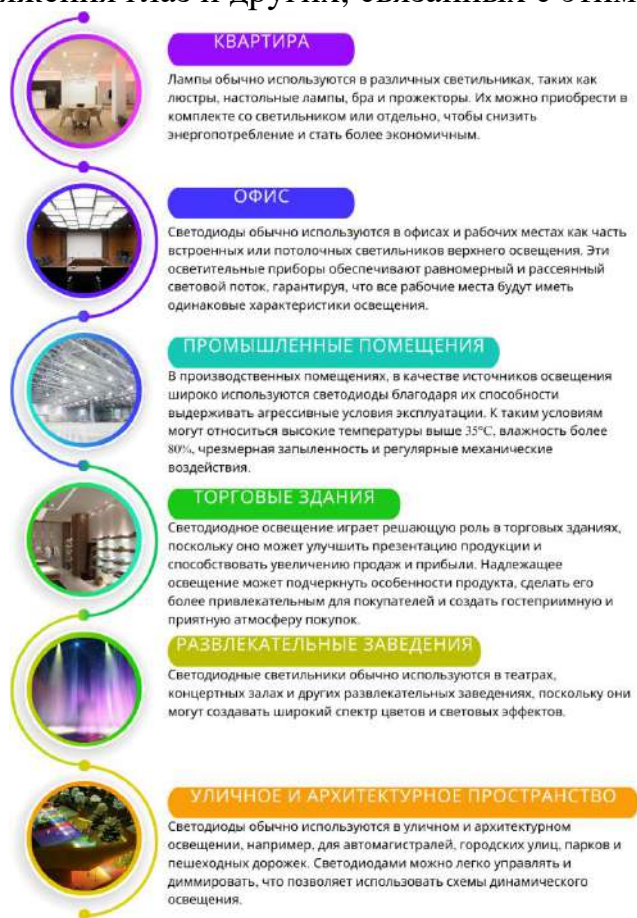 жения глаз и других, связанных с этим
КВАРТИРА
Лампы обычно используются в различных светильниках, таких как
люстры, настольные лампы, бра и прожекторы. Их можно приобрести в
комплекте со светильником или отдельно, чтобы снизить
энергопотребление и стать более экономичным.
ОФИС
Светодиоды обычно используются в офисах и рабочих местах как часть
встроенных или потолочных светильников верхнего освещения. Эти
осветительные приборы обеспечивают равномерный и рассеянный
световой поток, гарантируя, что все рабочие места будут иметь
одинаковые характеристики освещения.
ПРОМЫШЛЕННЫЕ ПОМЕЩЕНИЯ
В производственных помещениях, в качестве источников освещения
широко используются светодиоды благодаря их способности
выдерживать агрессивные условия эксплуатации. К таким условиям
могут относиться высокие температуры выше 35°C, влажность более
80%, чрезмерная запыленность и регулярные механические
воздействия.
ТОРГОВЫЕ ЗДАНИЯ
Светодиодное освещение играет решающую роль в торговых зданиях,
поскольку оно может улучшить презентацию продукции и
способствовать увеличению продаж и прибыли. Надлежащее
освещение может подчеркнуть особенности продукта, сделать его
более привлекательным для покупателей и создать гостеприимную и
приятную атмосферу покупок.
РАЗВЛЕКАТЕЛЬНЫЕ ЗАВЕДЕНИЯ
Светодиодные светильники обычно используются в театрах,
концертных залах и других развлекательных заведениях, поскольку они
могут создавать широкий спектр цветов и световых эффектов.
УЛИЧНОЕ И АРХИТЕКТУРНОЕ ПРОСТРАНСТВО
Светодиоды обычно используются в уличном и архитектурном
освещении, например, для автомагистралей, городских улиц, парков и
пешеходных дорожек. Светодиодами можно легко управлять и
диммировать, что позволяет использовать схемы динамического
освещения.